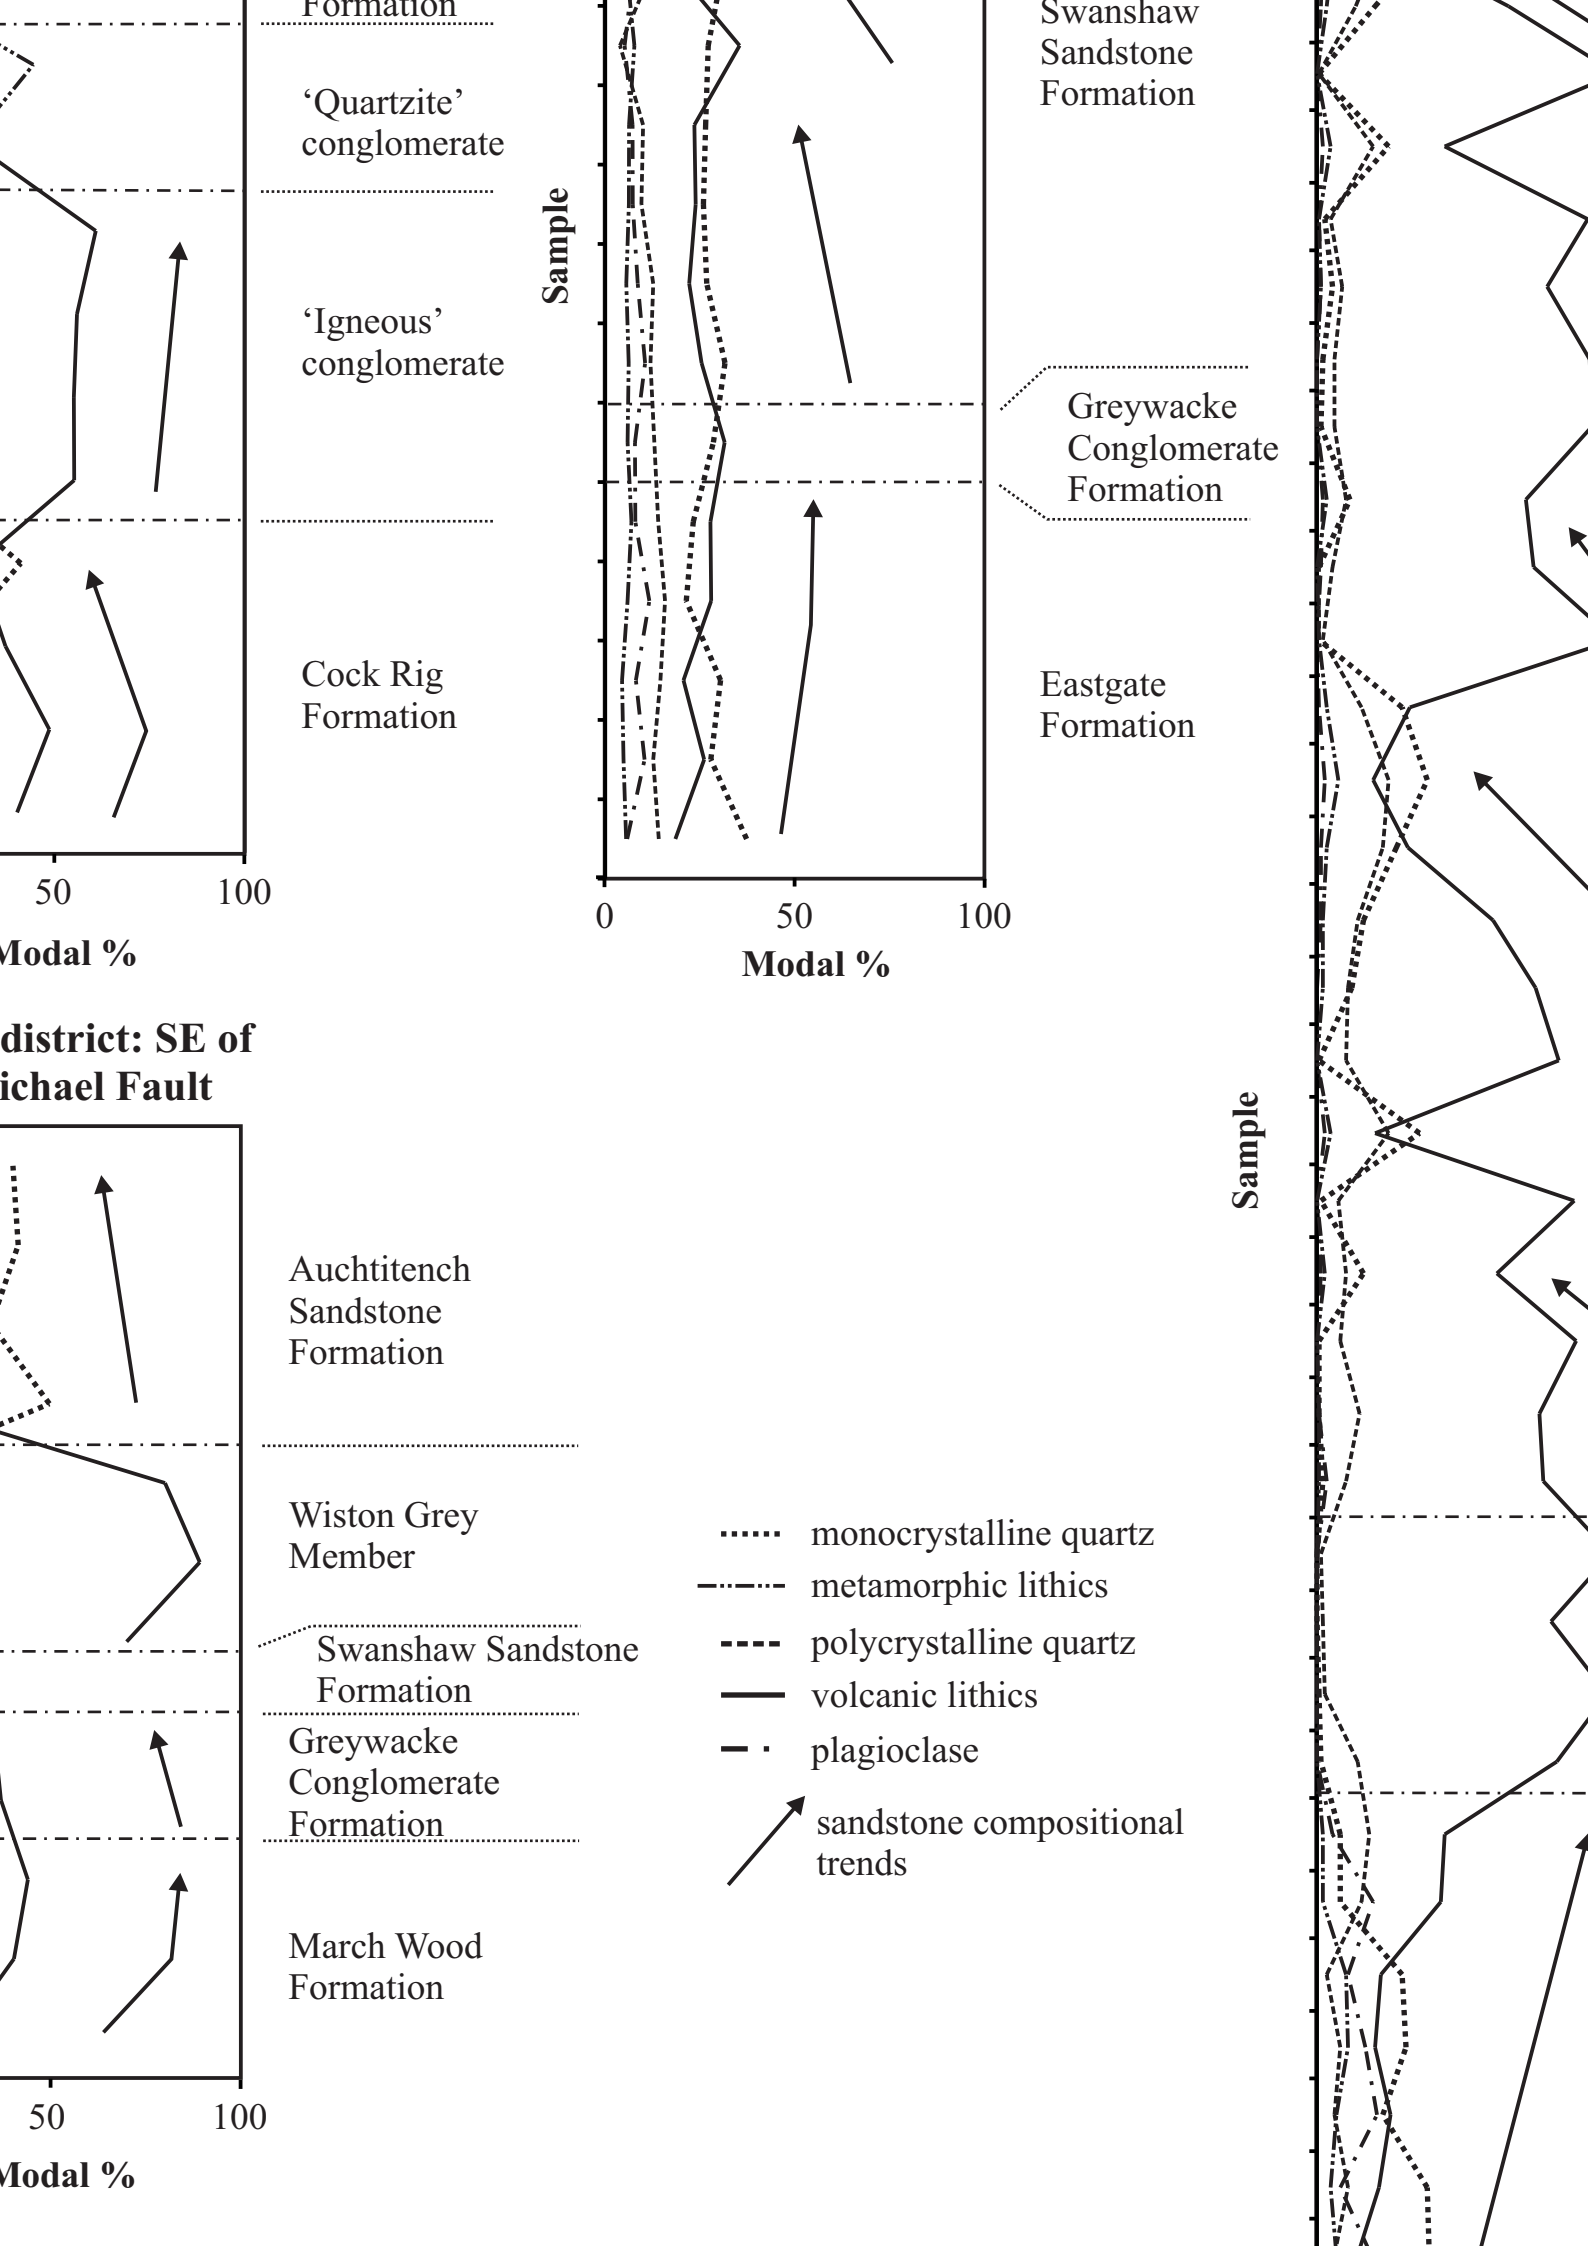 Formation
‘Quartzite’
conglomerate
‘Igneous’
conglomerate
Cock Rig
Formation
50
100
Modal %
Sample
Swanshaw
Sandstone
Formation
Greywacke
Conglomerate
Formation
Eastgate
Formation
0
50
100
Modal %
district: SE of
ichael Fault
Auchtitench
Sandstone
Formation
Wiston Grey
Member
Swanshaw Sandstone
Formation
Greywacke
Conglomerate
Formation
March Wood
Formation
50
100
Modal %
monocrystalline quartz
metamorphic lithics
polycrystalline quartz
volcanic lithics
plagioclase
sandstone compositional
trends
Sample